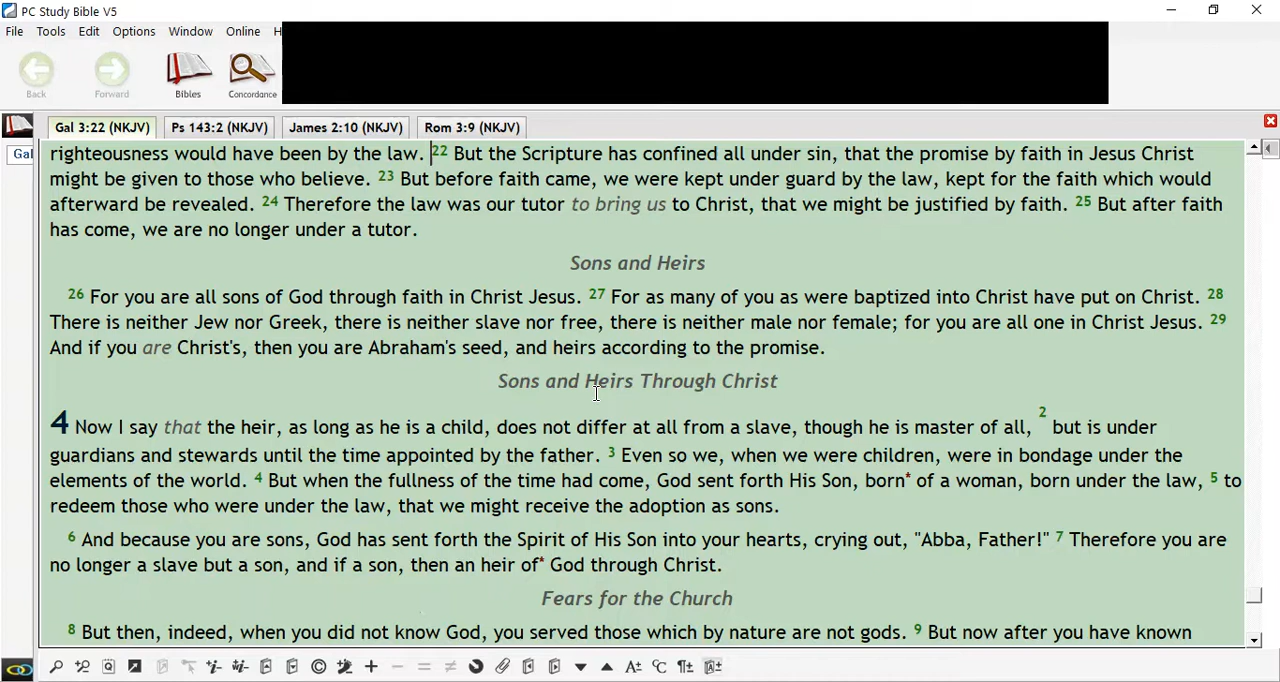 PC Study Bible V5
File Tools Edit Options Window Online H
Back Forward Bibles Concordance
Gal 3:22 (NKJV) Ps 143:2 (NKJV) James 2:10 (NKJV) Rom 3:9 (NKJV)
Gal
righteousness would have been by the law. 22 But the Scripture has confined all under sin, that the promise by faith in Jesus Christ
might be given to those who believe. 23 But before faith came, we were kept under guard by the law, kept for the faith which would
afterward be revealed. 24 Therefore the law was our tutor to bring us to Christ, that we might be justified by faith. 25 But after faith
has come, we are no longer under a tutor.
Sons and Heirs
26 For you are all sons of God through faith in Christ Jesus. 27 For as many of you as were baptized into Christ have put on Christ. 28
There is neither Jew nor Greek, there is neither slave nor free, there is neither male nor female; for you are all one in Christ Jesus. 29
And if you are Christ's, then you are Abraham's seed, and heirs according to the promise.
Sons and Heirs Through Christ
4 Now I say that the heir, as long as he is a child, does not differ at all from a slave, though he is master of all, 2 but is under
guardians and stewards until the time appointed by the father. 3 Even so we, when we were children, were in bondage under the
elements of the world. 4 But when the fullness of the time had come, God sent forth His Son, born* of a woman, born under the law, 5 to
redeem those who were under the law, that we might receive the adoption as sons.
6 And because you are sons, God has sent forth the Spirit of His Son into your hearts, crying out, "Abba, Father!" 7 Therefore you are
no longer a slave but a son, and if a son, then an heir of* God through Christ.
Fears for the Church
8 But then, indeed, when you did not know God, you served those which by nature are not gods. 9 But now after you have known